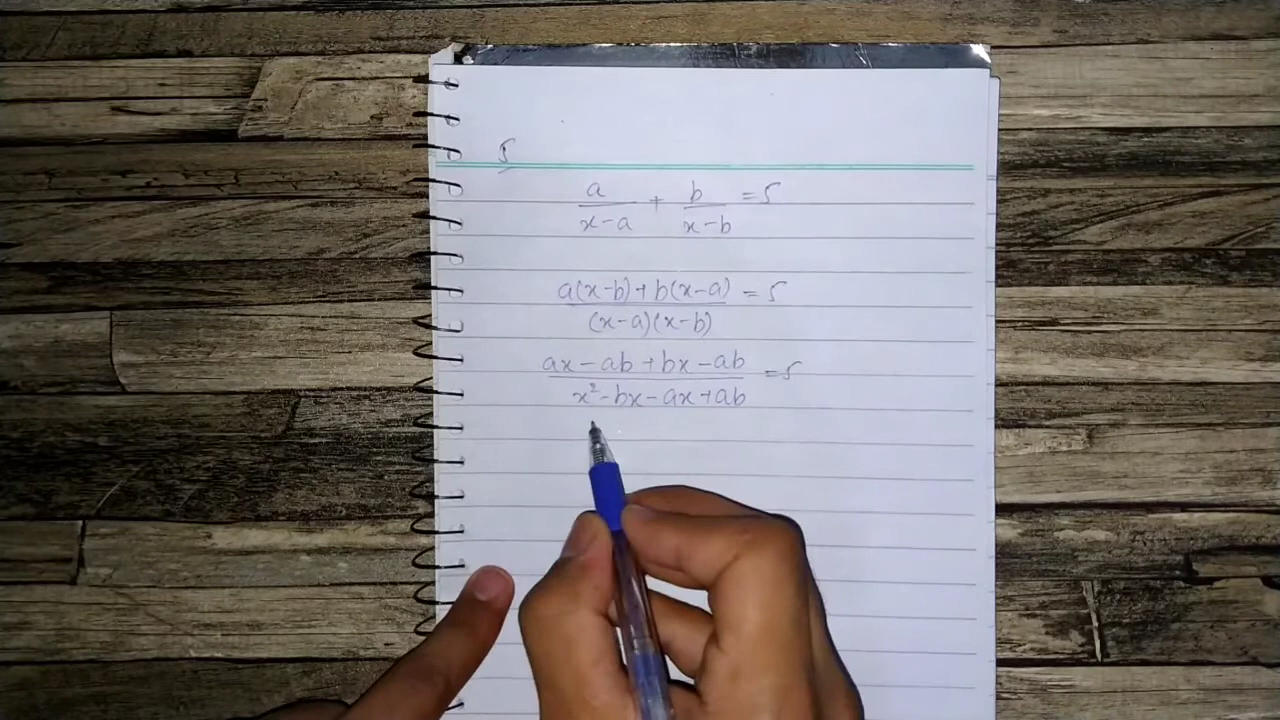 5
a/(x-a) + b/(x-b) = 5
a(x-b)+b(x-a)/(x-a)(x-b) = 5
ax-ab+bx-ab/x²-bx-ax+ab = 5